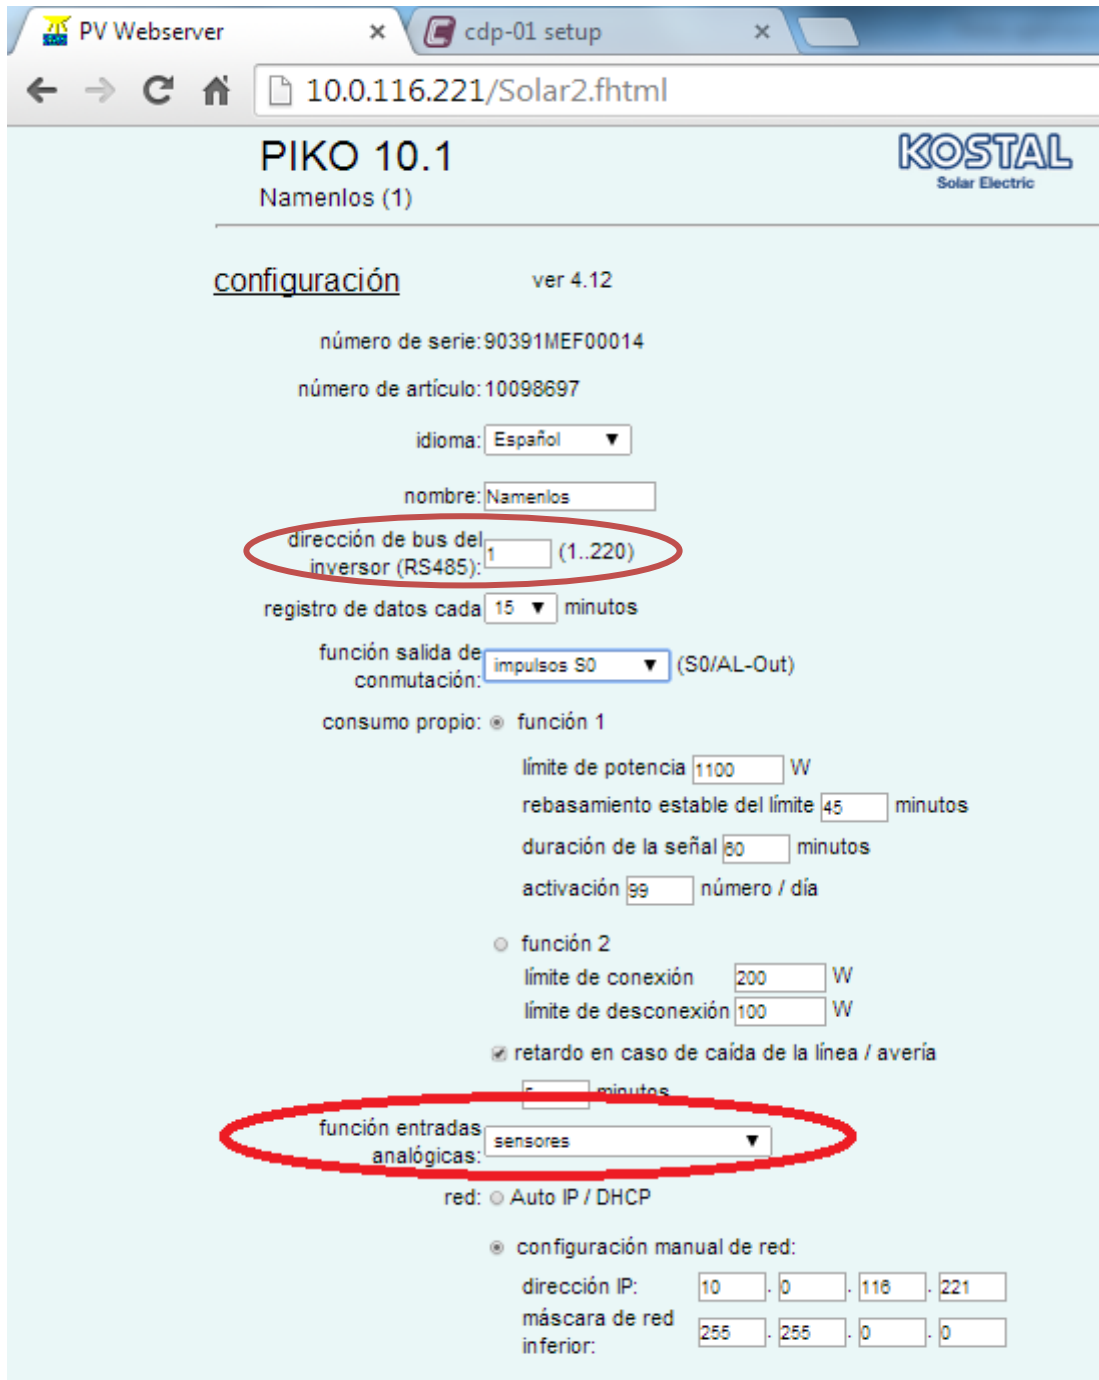 PV Webserver
cdp-01 setup
10.0.116.221/Solar2.fhtml
PIKO 10.1
KOSTAL
Solar Electric
Namenlos (1)
configuración ver 4.12
número de serie: 90391MEF00014
número de artículo: 10098697
idioma: Español
nombre: Namenlos
dirección de bus del
inversor (RS485): 1 (1..220)
registro de datos cada 15 minutos
función salida de
conmutación: impulsos S0 (S0/AL-Out)
consumo propio: función 1
límite de potencia 1100 W
rebasamiento estable del límite 45 minutos
duración de la señal 60 minutos
activación 99 número / día
función 2
límite de conexión 200 W
límite de desconexión 100 W
retardo en caso de caída de la línea / avería
minutos
función entradas
analógicas: sensores
red: Auto IP / DHCP
configuración manual de red:
dirección IP: 10 . 0 . 116 . 221
máscara de red
inferior: 255 . 255 . 0 . 0